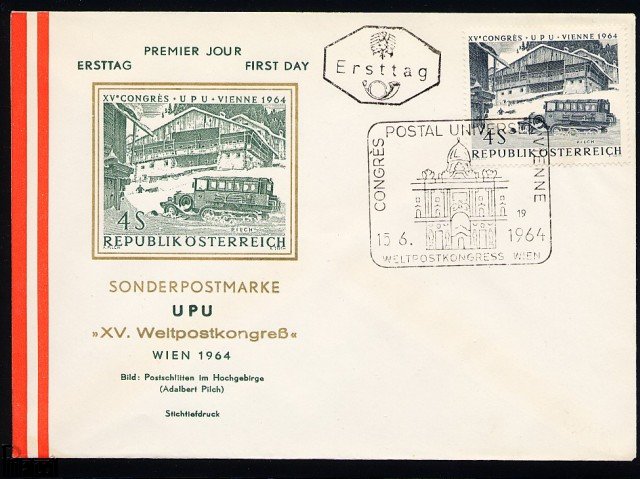 PREMIER JOUR
ERSTTAG FIRST DAY
XVᵉ CONGRÈS · UPU · VIENNE 1964
4S
PILCH
REPUBLIK ÖSTERREICH
SONDERPOSTMARKE
UPU
»XV. Weltpostkongreß«
WIEN 1964
Bild: Postschlitten im Hochgebirge
(Adalbert Pilch)
Stichtiefdruck
Ersttag
XVᵉ CONGRÈS · UPU · VIENNE 1964
4S
PILCH
REPUBLIK ÖSTERREICH
CONGRÈS POSTAL UNIVERSEL VIENNE
19
15 6. 1964
WELTPOSTKONGRESS WIEN